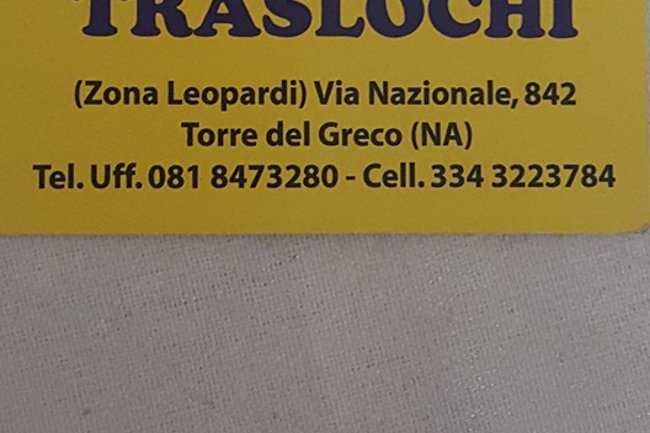 TRASLOCHI
(Zona Leopardi) Via Nazionale, 842
Torre del Greco (NA)
Tel. Uff. 081 8473280 - Cell. 334 3223784